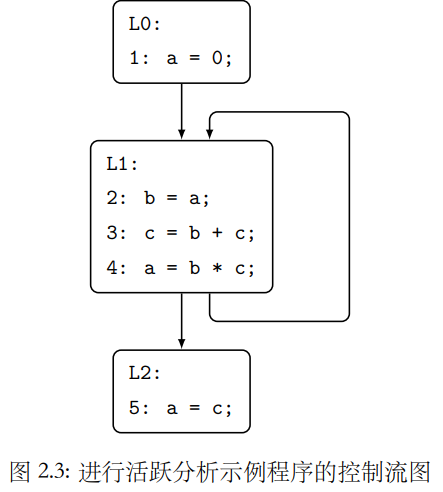 L0:
1: a = 0;
L1:
2: b = a;
3: c = b + c;
4: a = b * c;
L2:
5: a = c;
图 2.3: 进行活跃分析示例程序的控制流图